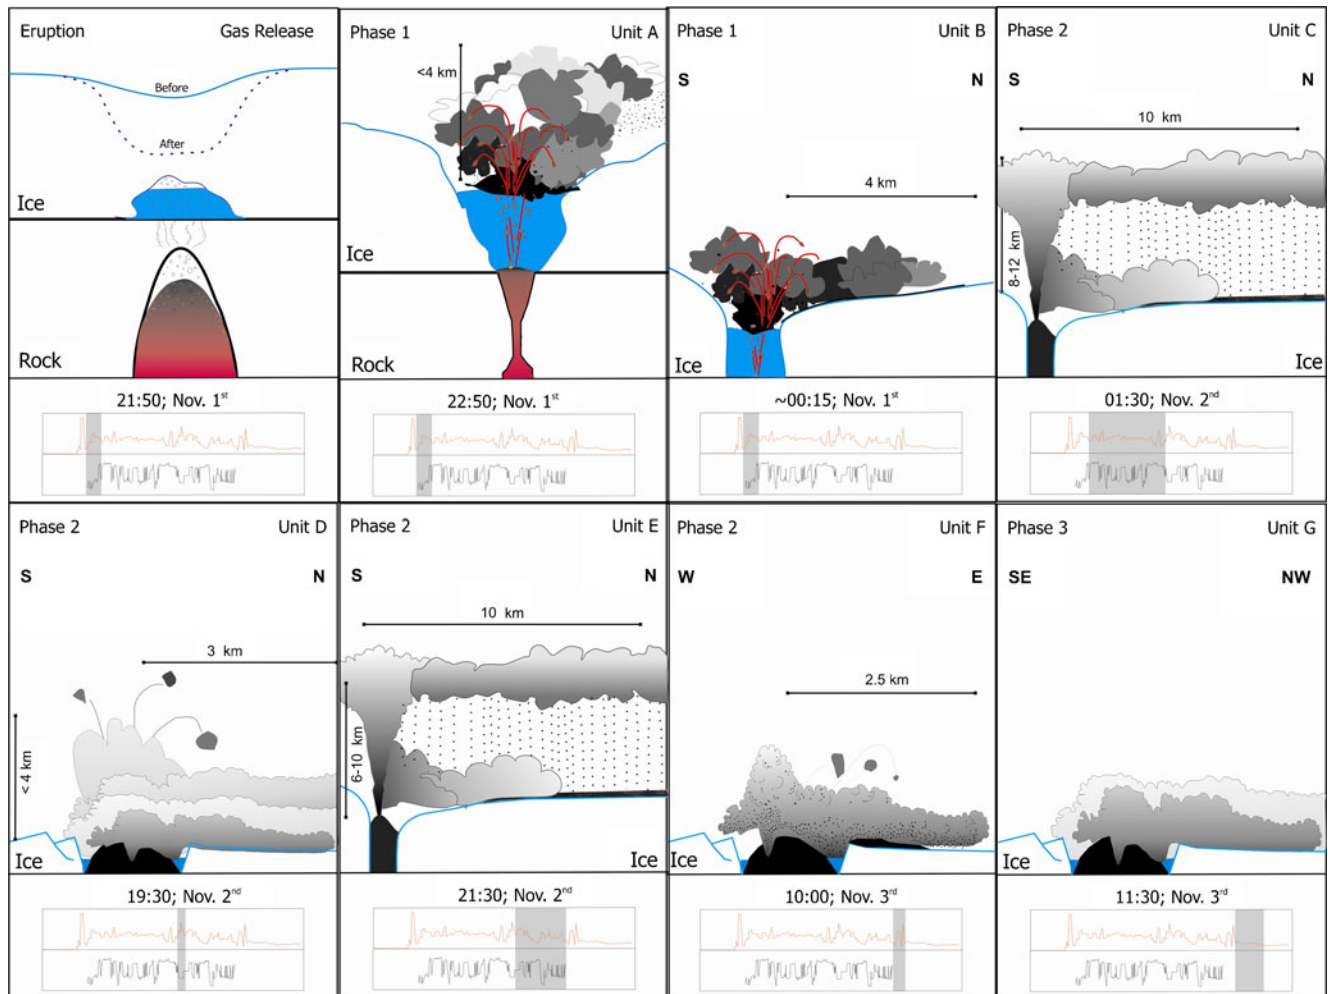 Eruption Gas Release
Before
After
Ice
Rock
21:50; Nov. 1st
Phase 1 Unit A
<4 km
Ice
Rock
22:50; Nov. 1st
Phase 1 Unit B
S N
4 km
Ice
~00:15; Nov. 1st
Phase 2 Unit C
S N
10 km
8-12 km
Ice
01:30; Nov. 2nd
Phase 2 Unit D
S N
3 km
<4 km
Ice
19:30; Nov. 2nd
Phase 2 Unit E
S N
10 km
6-10 km
Ice
21:30; Nov. 2nd
Phase 2 Unit F
W E
2.5 km
Ice
10:00; Nov. 3rd
Phase 3 Unit G
SE NW
Ice
11:30; Nov. 3rd